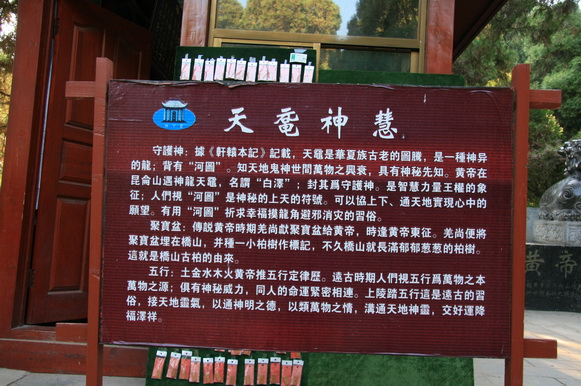 天黿神慧
守護神：據《軒轅本記》記載，天黿是華夏族古老的圖騰，是一種神异
的龍；背有“河圖”。知天地鬼神世間萬物之興衰，具有神秘先知。黄帝在
昆侖山遇神龍天黿，名謂“白澤”；封其爲守護神。是智慧力量王權的象
征；人們視“河圖”是神秘的上天的符號。可以協上下、通天地實現心中的
願望。有用“河圖”祈求幸福摸龍角避邪消灾的習俗。
聚寶盆：傳説黄帝時期羌尚獻聚寶盆給黄帝，時逢黄帝東征。羌尚便將
聚寶盆埋在橋山，并種一小柏樹作標記，不久橋山就長滿郁郁葱葱的柏樹。
這就是橋山古柏的由來。
五行：土金水木火黄帝推五行定律歷。遠古時期人們視五行爲萬物之本
萬物之源；俱有神秘威力，同人的命運緊密相連。上陵踏五行這是遠古的習
俗，接天地靈氣，以通神明之德，以類萬物之情，溝通天地神靈，交好運降
福澤祥。
黄帝